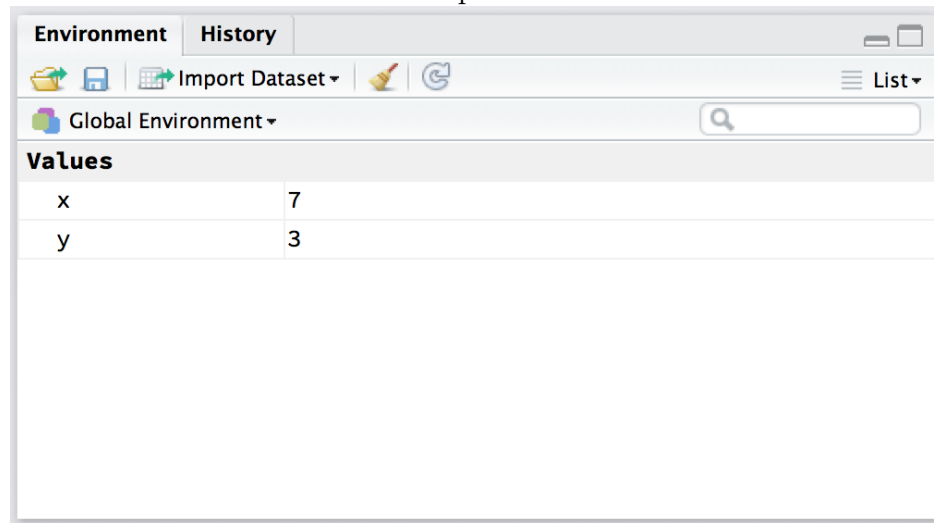 Environment History
Import Dataset List
Global Environment
Values
x 7
y 3